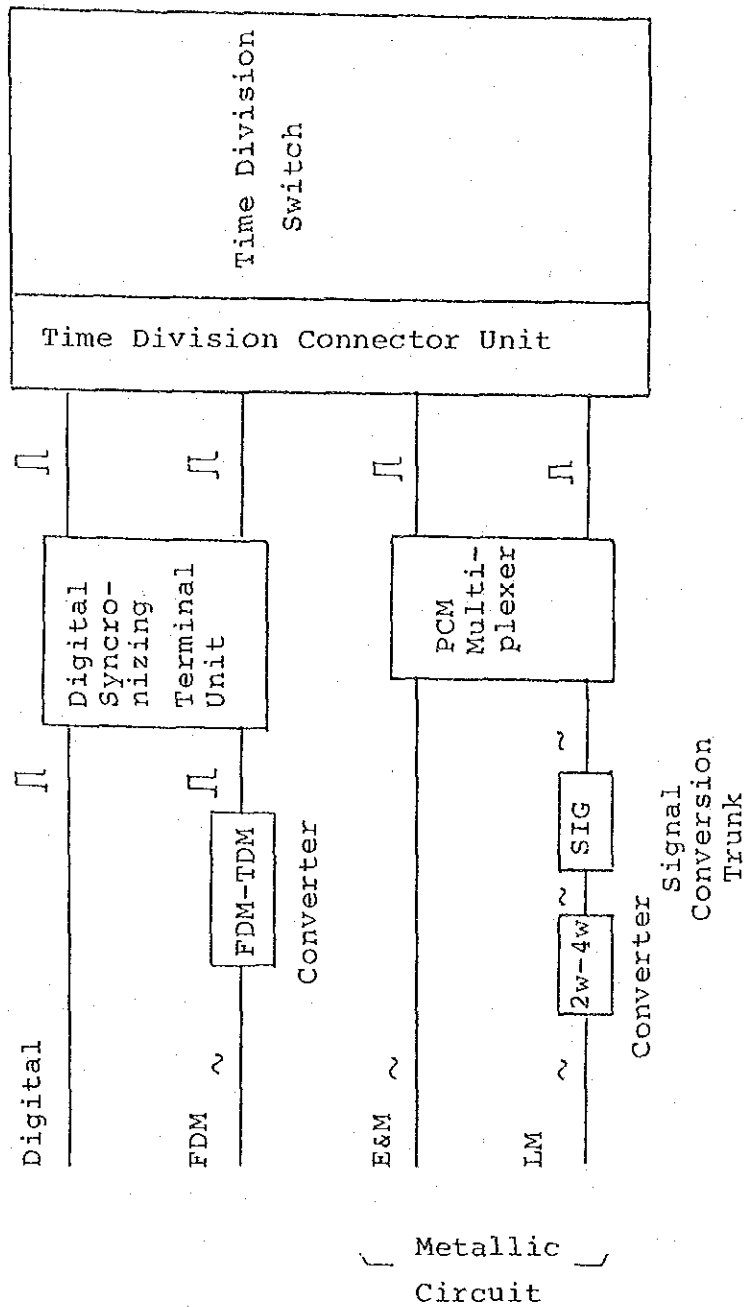 Digital
FDM
E&M
LM
Metallic
Circuit
FDM-TDM
Converter
2w-4w
Converter
SIG
Signal
Conversion
Trunk
Digital
Syncro-
nizing
Terminal
Unit
PCM
Multi-
plexer
Time Division Connector Unit
Time Division
Switch